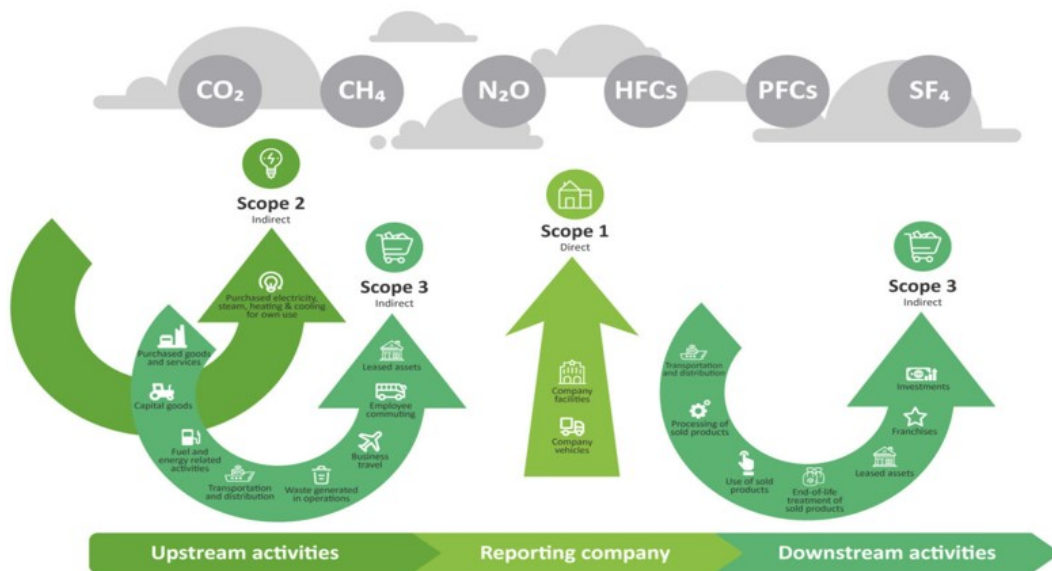 CO₂ CH₄ N₂O HFCs PFCs SF₄
Scope 2
Indirect
Purchased electricity,
steam, heating & cooling
for own use
Scope 3
Indirect
Purchased goods
and services
Capital goods
Fuel and
energy related
activities
Transportation
and distribution
Waste generated
in operations
Business
travel
Employee
commuting
Leased assets
Scope 1
Direct
Company
facilities
Company
vehicles
Scope 3
Indirect
Transportation
and distribution
Processing of
sold products
Use of sold
products
End-of-life
treatment of
sold products
Leased assets
Franchises
Investments
Upstream activities
Reporting company
Downstream activities